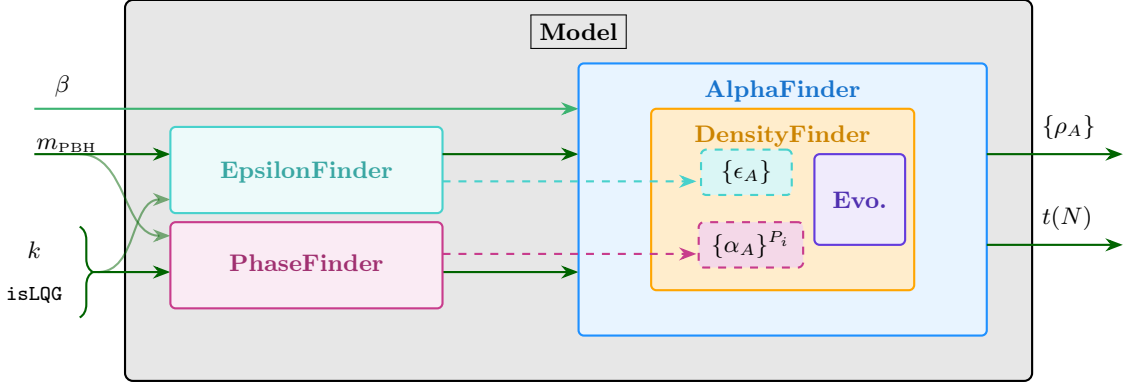 Model
β
AlphaFinder
m_PBH
DensityFinder
{ρ_A}
EpsilonFinder
{ϵ_A}
Evo.
k
PhaseFinder
{α_A}^{P_i}
t(N)
isLQG